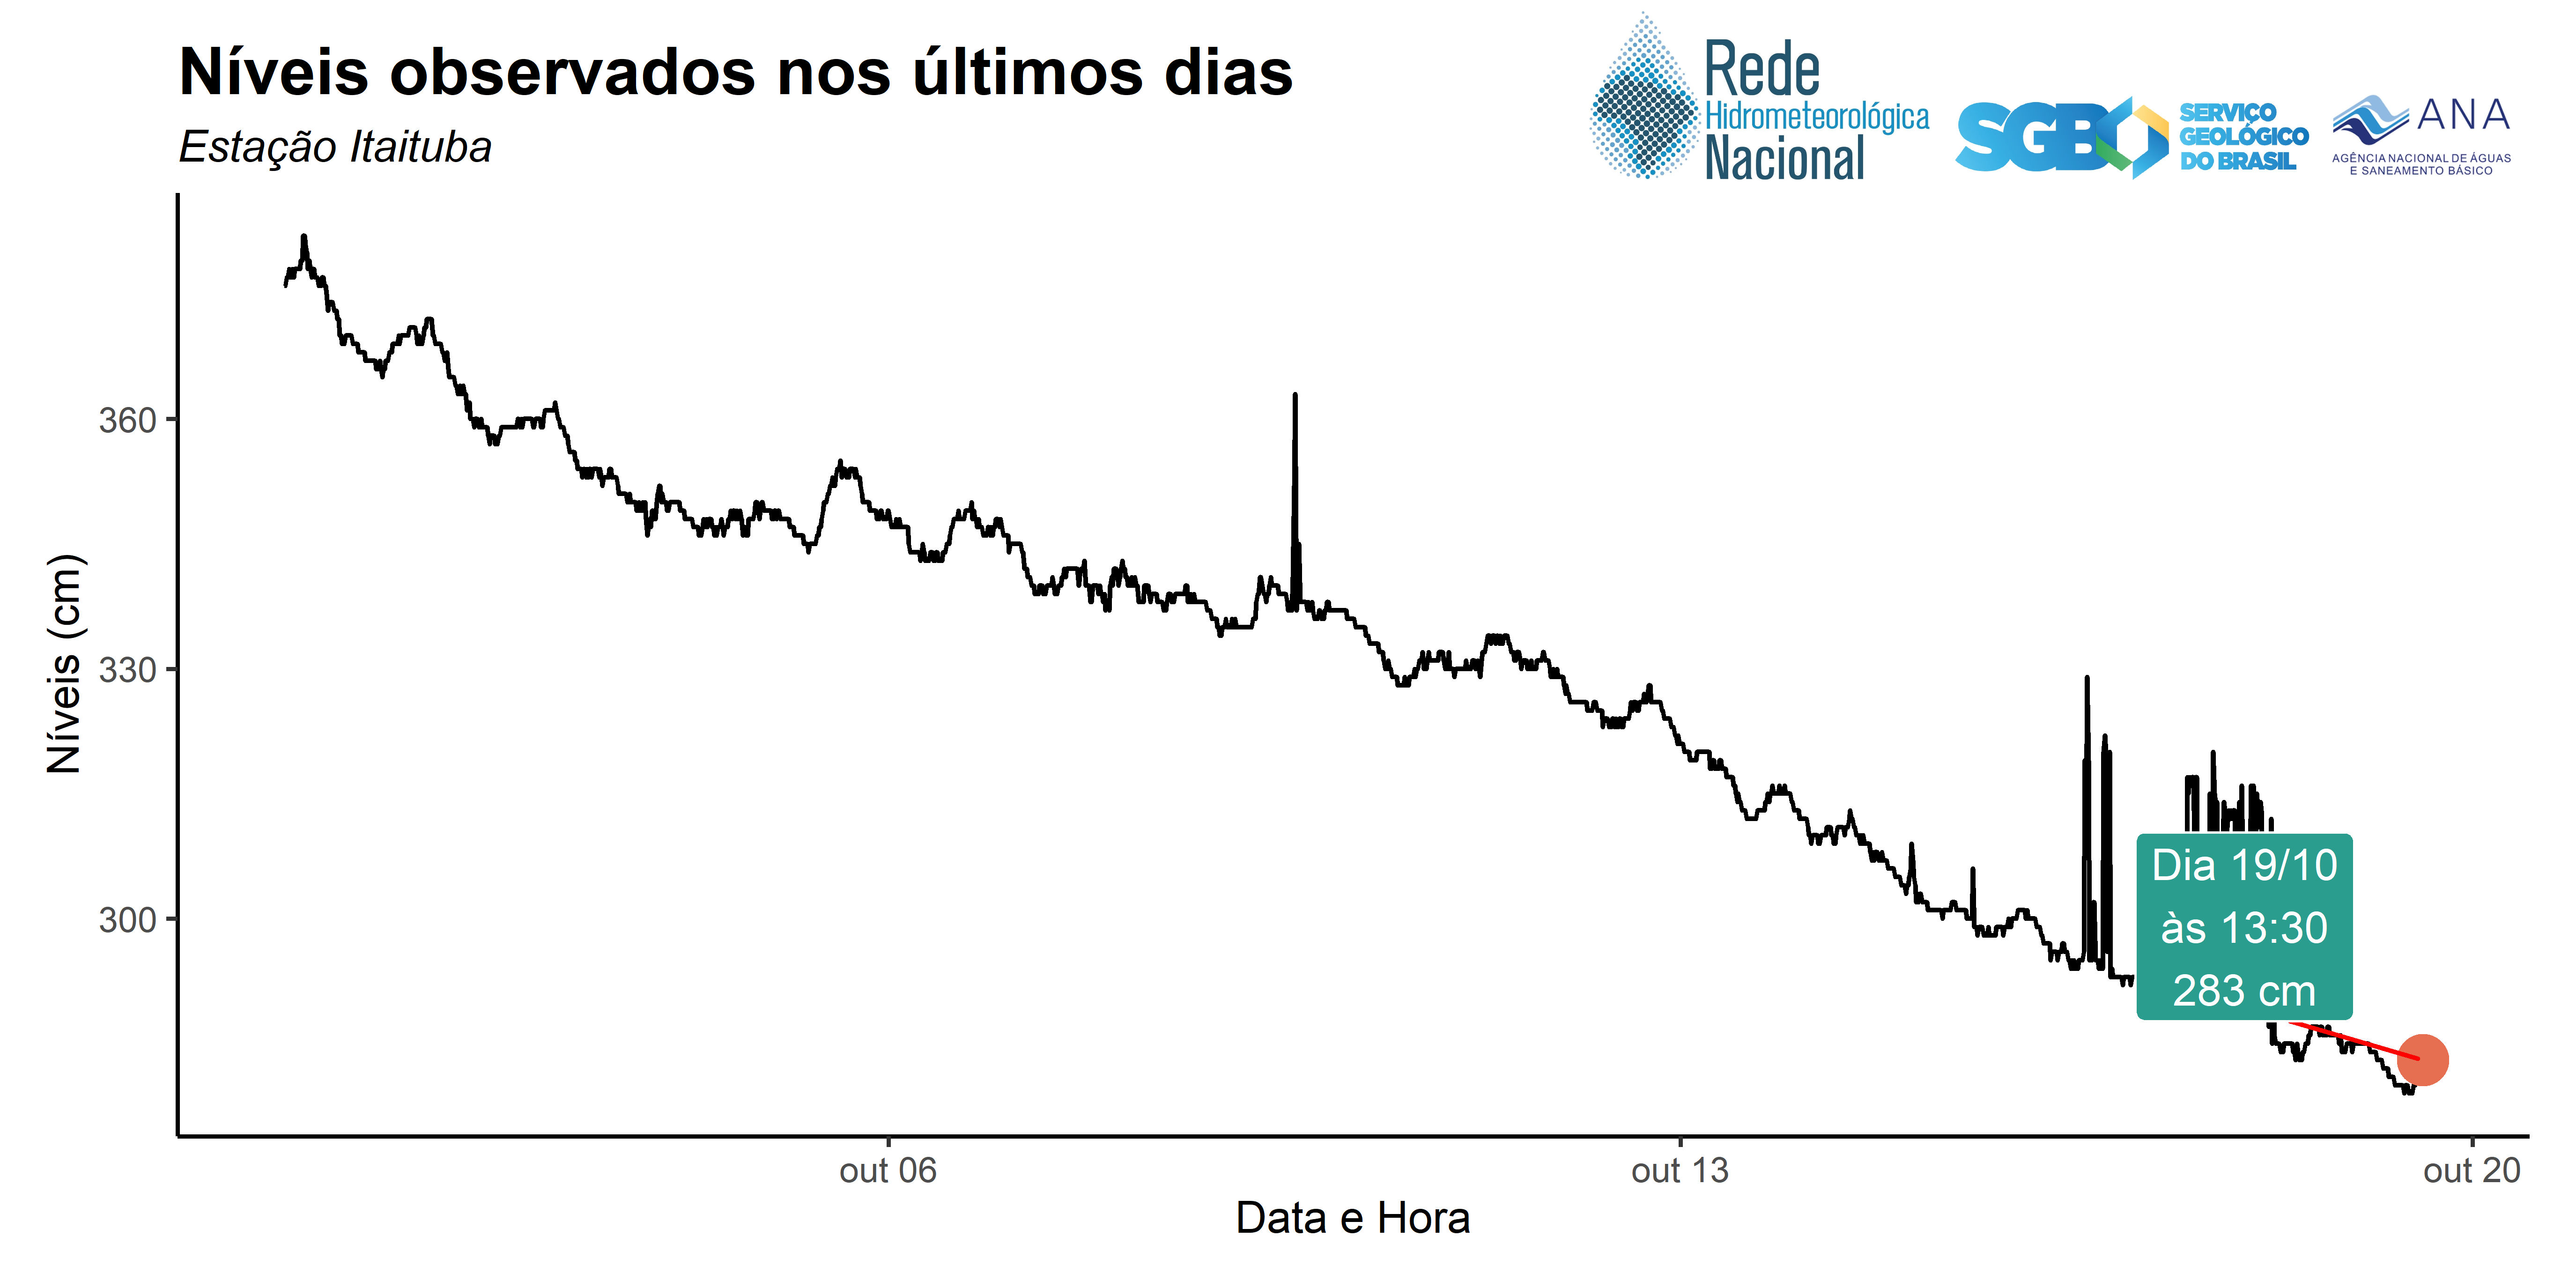 Níveis observados nos últimos dias
Estação Itaituba
Rede
Hidrometeorológica
Nacional
SGB
SERVIÇO
GEOLÓGICO
DO BRASIL
ANA
AGÊNCIA NACIONAL DE ÁGUAS
E SANEAMENTO BÁSICO
Níveis (cm)
360
330
300
Dia 19/10
às 13:30
283 cm
out 06
out 13
out 20
Data e Hora